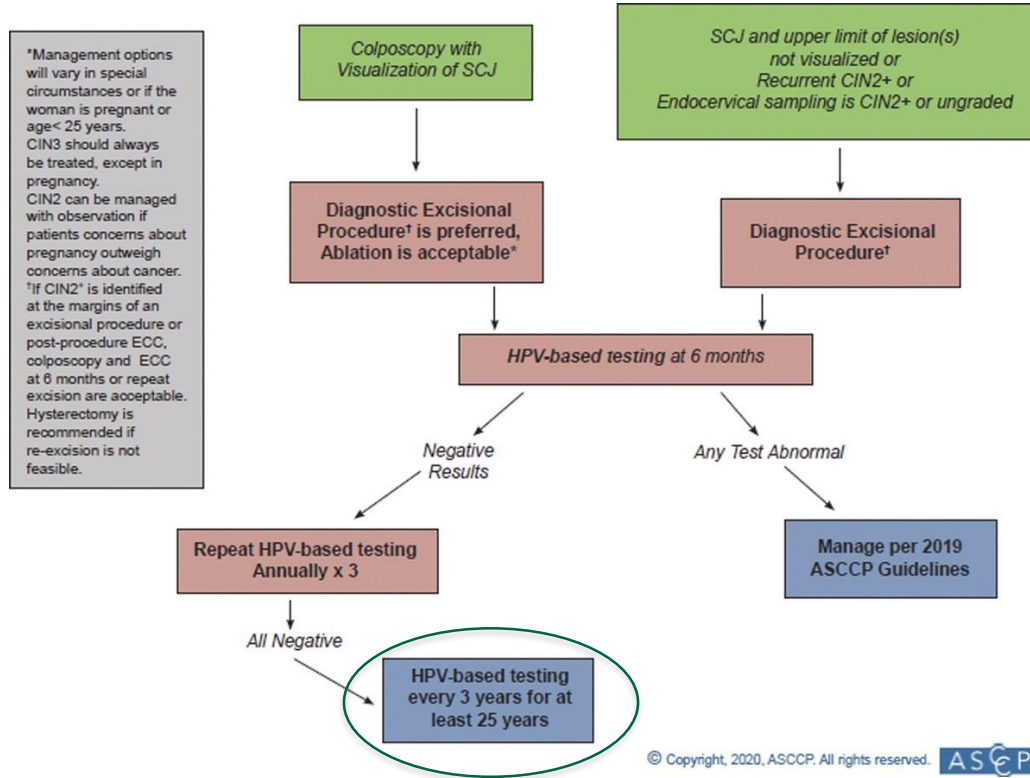 *Management options
will vary in special
circumstances or if the
woman is pregnant or
age< 25 years.
CIN3 should always
be treated, except in
pregnancy.
CIN2 can be managed
with observation if
patients concerns about
pregnancy outweigh
concerns about cancer.
†If CIN2⁺ is identified
at the margins of an
excisional procedure or
post-procedure ECC,
colposcopy and ECC
at 6 months or repeat
excision are acceptable.
Hysterectomy is
recommended if
re-excision is not
feasible.
Colposcopy with
Visualization of SCJ
SCJ and upper limit of lesion(s)
not visualized or
Recurrent CIN2+ or
Endocervical sampling is CIN2+ or ungraded
Diagnostic Excisional
Procedure† is preferred,
Ablation is acceptable*
Diagnostic Excisional
Procedure†
HPV-based testing at 6 months
Negative
Results
Any Test Abnormal
Repeat HPV-based testing
Annually x 3
Manage per 2019
ASCCP Guidelines
All Negative
HPV-based testing
every 3 years for at
least 25 years
© Copyright, 2020, ASCCP. All rights reserved.
ASCCP